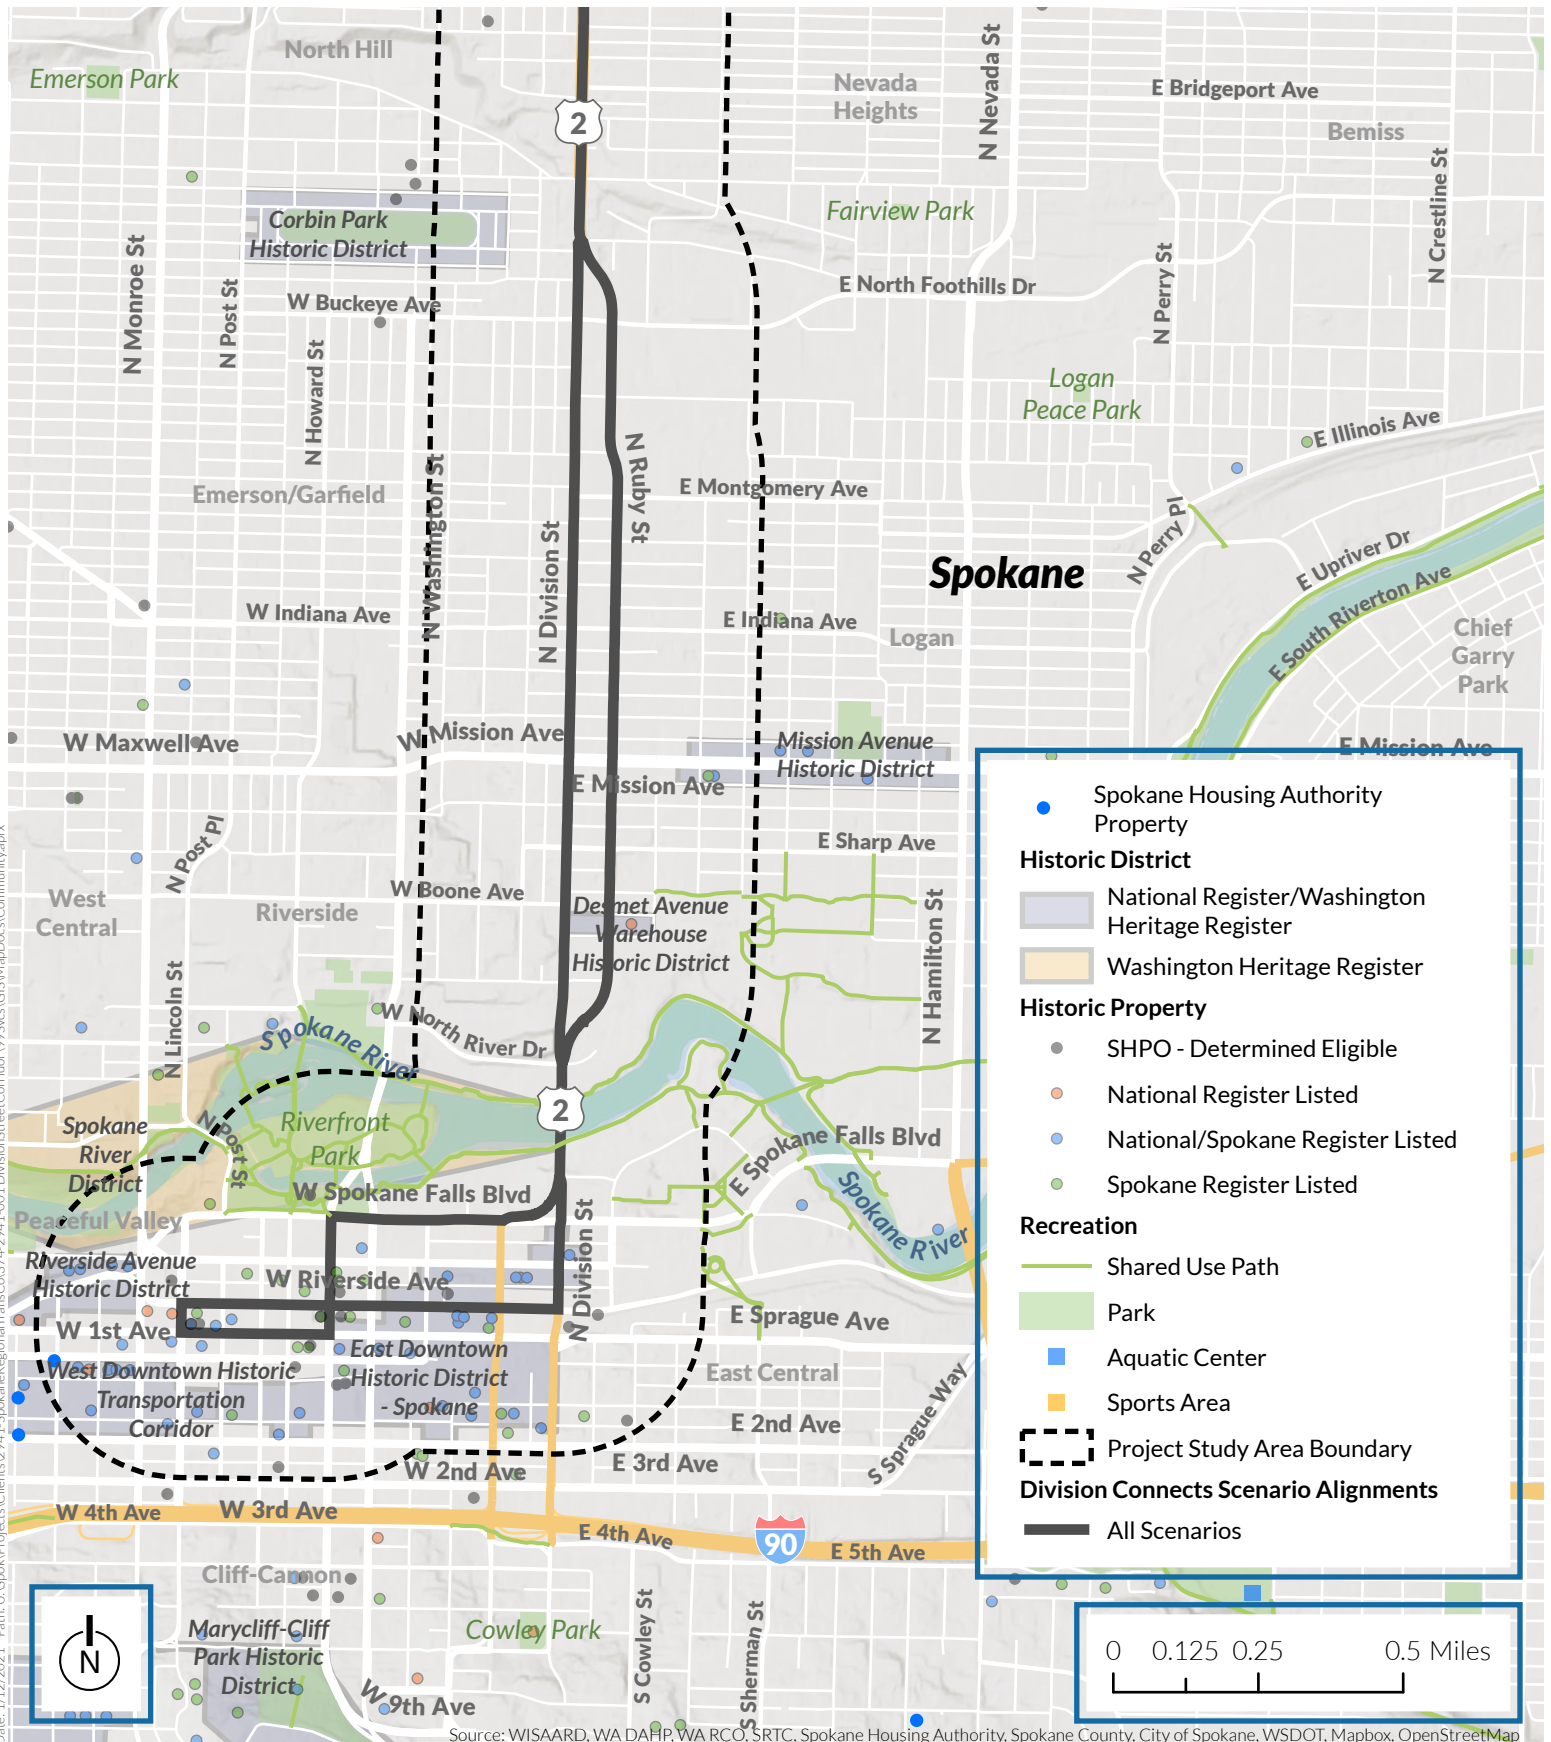 North Hill
Emerson Park
2
Nevada
Heights
N Nevada St
E Bridgeport Ave
Bemiss
N Crestline St
Corbin Park
Historic District
Fairview Park
N Monroe St
N Post St
W Buckeye Ave
E North Foothills Dr
N Perry St
N Howard St
Logan
Peace Park
E Illinois Ave
N Ruby St
Emerson/Garfield
N Washington St
E Montgomery Ave
N Division St
N Perry Pl
Spokane
E Upriver Dr
E South Riverton Ave
W Indiana Ave
E Indiana Ave
Logan
Chief
Garry
Park
W Maxwell Ave
W Mission Ave
Mission Avenue
Historic District
E Mission Ave
E Mission Ave
N Post Pl
E Sharp Ave
West
Central
Riverside
W Boone Ave
Desmet Avenue
Warehouse
Historic District
N Hamilton St
N Lincoln St
Spokane River
W North River Dr
2
Spokane
River
District
N Post St
Riverfront
Park
E Spokane Falls Blvd
Spokane River
W Spokane Falls Blvd
Peaceful Valley
N Division St
Riverside Avenue
Historic District
W Riverside Ave
W 1st Ave
E Sprague Ave
East Downtown
Historic District
- Spokane
West Downtown Historic
Transportation
Corridor
East Central
S Sprague Way
E 2nd Ave
W 2nd Ave
E 3rd Ave
W 4th Ave
W 3rd Ave
E 4th Ave
90
E 5th Ave
Cliff-Cannon
Marycliff-Cliff
Park Historic
District
Cowley Park
S Cowley St
S Sherman St
W 9th Ave
N
Spokane Housing Authority
Property
Historic District
National Register/Washington
Heritage Register
Washington Heritage Register
Historic Property
SHPO - Determined Eligible
National Register Listed
National/Spokane Register Listed
Spokane Register Listed
Recreation
Shared Use Path
Park
Aquatic Center
Sports Area
Project Study Area Boundary
Division Connects Scenario Alignments
All Scenarios
0 0.125 0.25 0.5 Miles
Source: WISAARD, WA DAHP, WA RCO, SRTC, Spokane Housing Authority, Spokane County, City of Spokane, WSDOT, Mapbox, OpenStreetMap